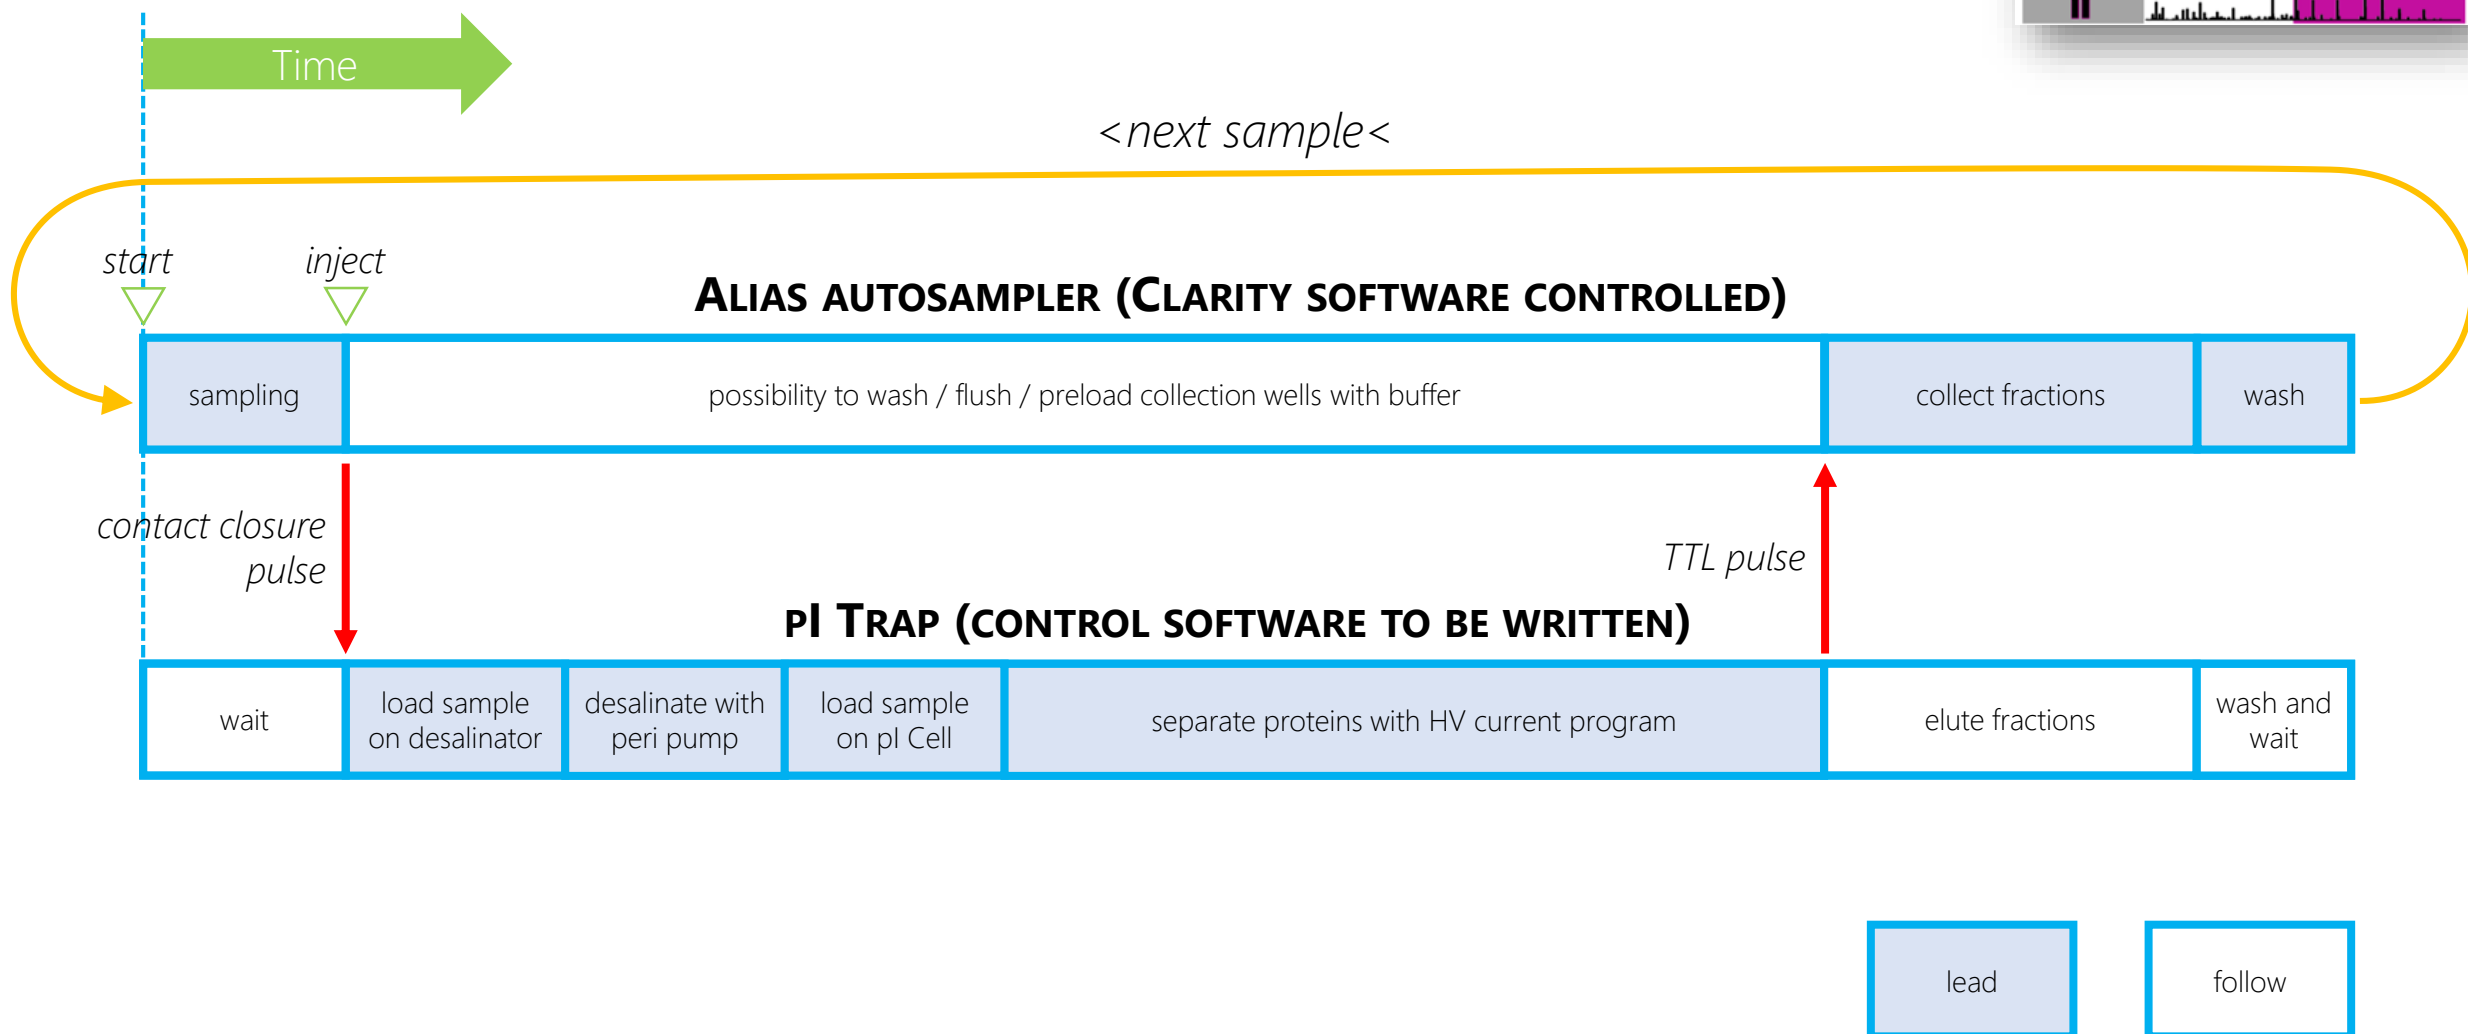 Time
<next sample<
start
inject
ALIAS AUTOSAMPLER (CLARITY SOFTWARE CONTROLLED)
sampling
possibility to wash / flush / preload collection wells with buffer
collect fractions
wash
contact closure
pulse
TTL pulse
PI TRAP (CONTROL SOFTWARE TO BE WRITTEN)
wait
load sample
on desalinator
desalinate with
peri pump
load sample
on pI Cell
separate proteins with HV current program
elute fractions
wash and
wait
lead
follow